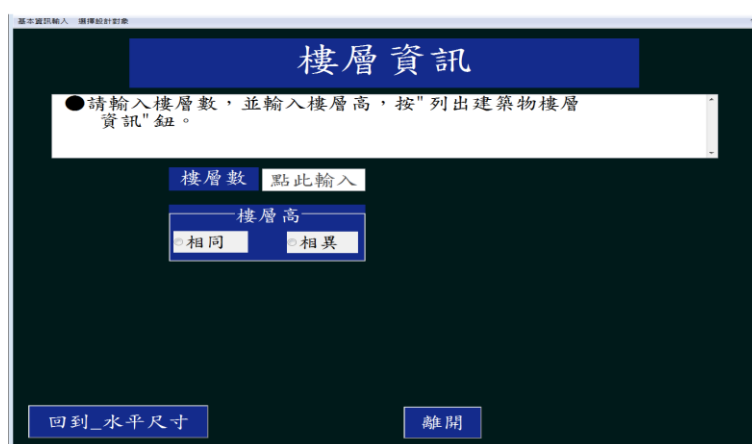 基本資訊輸入 選擇設計對象
樓層資訊
●請輸入樓層數，並輸入樓層高，按"列出建築物樓層
資訊"鈕。
樓層數 點此輸入
樓層高
相同 相異
回到_水平尺寸 離開